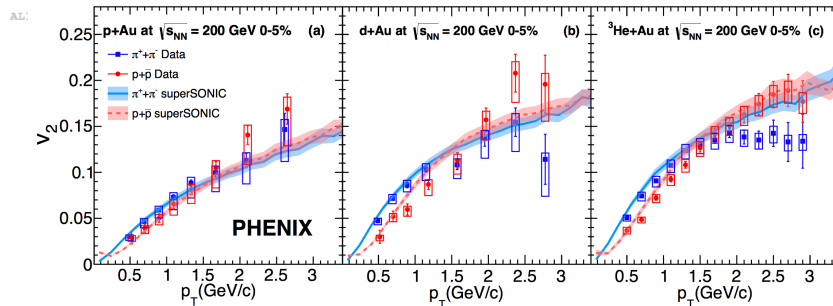 AL
p+Au at √sNN = 200 GeV 0-5% (a)
π⁺+π⁻ Data
p+p̄ Data
π⁺+π⁻ superSONIC
p+p̄ superSONIC
PHENIX
d+Au at √sNN = 200 GeV 0-5% (b)
³He+Au at √sNN = 200 GeV 0-5% (c)
v₂
0.25
0.2
0.15
0.1
0.05
0
0.5 1 1.5 2 2.5 3
0.5 1 1.5 2 2.5 3
0.5 1 1.5 2 2.5 3
pT(GeV/c)
pT(GeV/c)
pT(GeV/c)